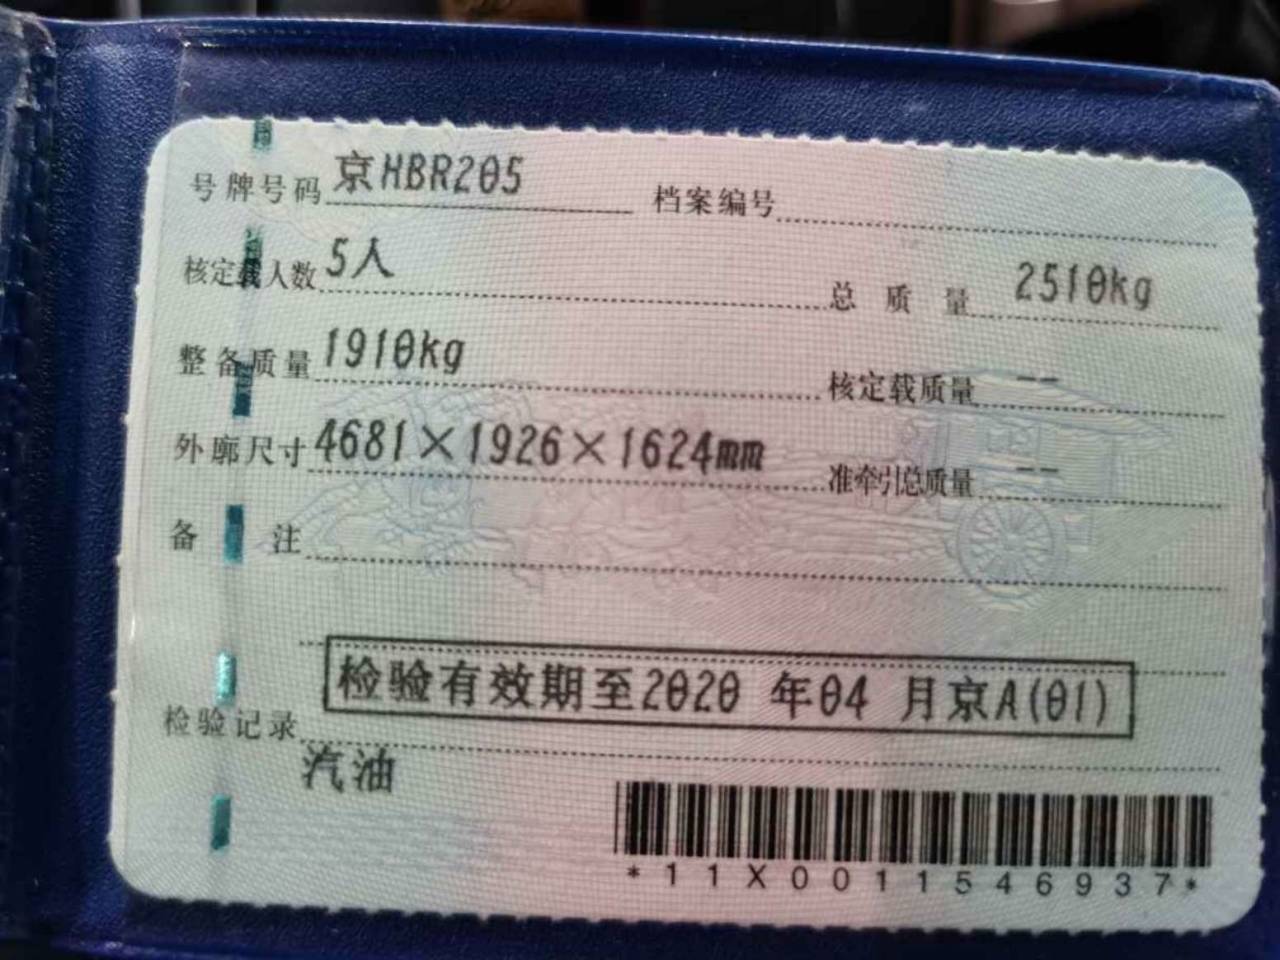 号牌号码 京HBR205 档案编号
核定载人数 5人 总质量 2510kg
整备质量 1910kg 核定载质量 --
外廓尺寸 4681×1926×1624mm 准牵引总质量 --
备注
检验记录 检验有效期至2020 年04 月京A(01)
汽油
*11X0011546937*